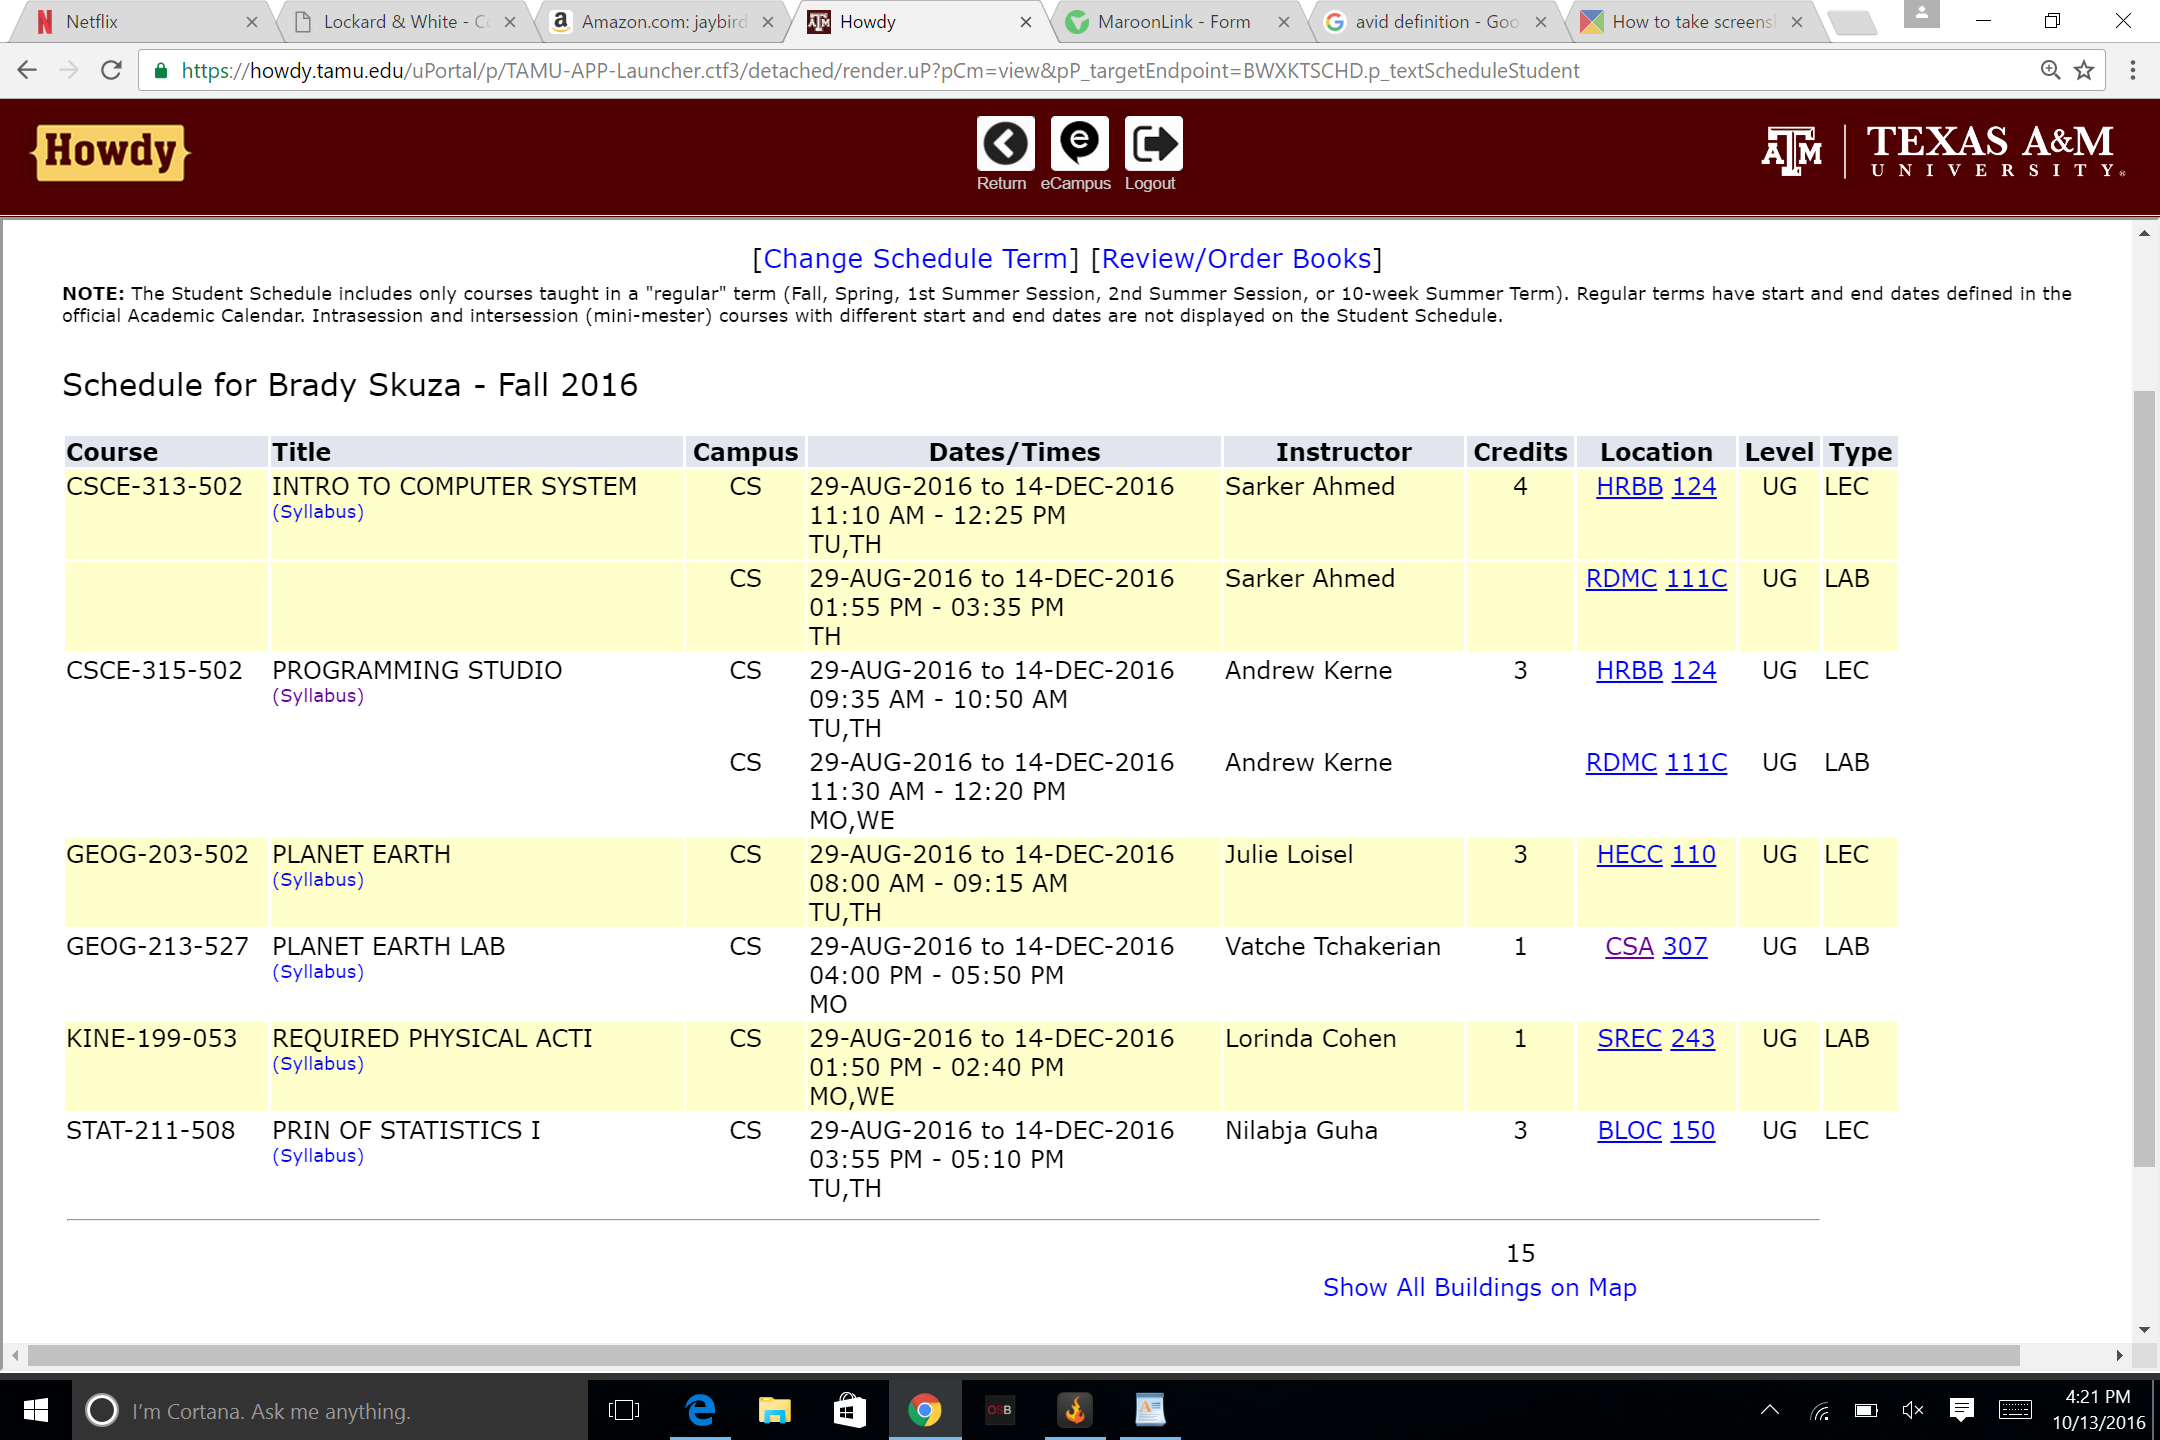 Netflix
Lockard & White - C
Amazon.com: jaybird
Howdy
MaroonLink - Form
avid definition - Goo
How to take screensh
https://howdy.tamu.edu/uPortal/p/TAMU-APP-Launcher.ctf3/detached/render.uP?pCm=view&pP_targetEndpoint=BWXKTSCHD.p_textScheduleStudent
Howdy
Return eCampus Logout
TEXAS A&M
UNIVERSITY
[Change Schedule Term] [Review/Order Books]
NOTE: The Student Schedule includes only courses taught in a "regular" term (Fall, Spring, 1st Summer Session, 2nd Summer Session, or 10-week Summer Term). Regular terms have start and end dates defined in the
official Academic Calendar. Intrasession and intersession (mini-mester) courses with different start and end dates are not displayed on the Student Schedule.
Schedule for Brady Skuza - Fall 2016
Course Title Campus Dates/Times Instructor Credits Location Level Type
CSCE-313-502 INTRO TO COMPUTER SYSTEM CS 29-AUG-2016 to 14-DEC-2016 Sarker Ahmed 4 HRBB 124 UG LEC
(Syllabus) 11:10 AM - 12:25 PM
TU,TH
CS 29-AUG-2016 to 14-DEC-2016 Sarker Ahmed RDMC 111C UG LAB
01:55 PM - 03:35 PM
TH
CSCE-315-502 PROGRAMMING STUDIO CS 29-AUG-2016 to 14-DEC-2016 Andrew Kerne 3 HRBB 124 UG LEC
(Syllabus) 09:35 AM - 10:50 AM
TU,TH
CS 29-AUG-2016 to 14-DEC-2016 Andrew Kerne RDMC 111C UG LAB
11:30 AM - 12:20 PM
MO,WE
GEOG-203-502 PLANET EARTH CS 29-AUG-2016 to 14-DEC-2016 Julie Loisel 3 HECC 110 UG LEC
(Syllabus) 08:00 AM - 09:15 AM
TU,TH
GEOG-213-527 PLANET EARTH LAB CS 29-AUG-2016 to 14-DEC-2016 Vatche Tchakerian 1 CSA 307 UG LAB
(Syllabus) 04:00 PM - 05:50 PM
MO
KINE-199-053 REQUIRED PHYSICAL ACTI CS 29-AUG-2016 to 14-DEC-2016 Lorinda Cohen 1 SREC 243 UG LAB
(Syllabus) 01:50 PM - 02:40 PM
MO,WE
STAT-211-508 PRIN OF STATISTICS I CS 29-AUG-2016 to 14-DEC-2016 Nilabja Guha 3 BLOC 150 UG LEC
(Syllabus) 03:55 PM - 05:10 PM
TU,TH
15
Show All Buildings on Map
I'm Cortana. Ask me anything.
OSB
4:21 PM
10/13/2016